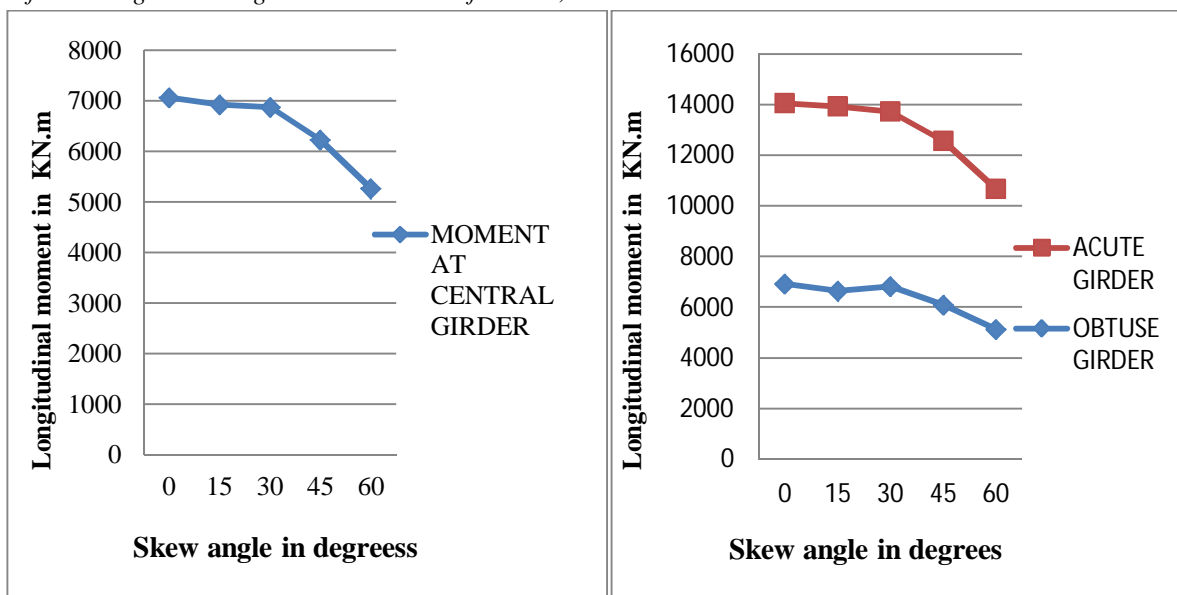 8000
7000
6000
5000
4000
3000
2000
1000
0
0 15 30 45 60
Longitudinal moment in KN.m
Skew angle in degreess
MOMENT
AT
CENTRAL
GIRDER
16000
14000
12000
10000
8000
6000
4000
2000
0
0 15 30 45 60
Longitudinal moment in KN.m
Skew angle in degrees
ACUTE
GIRDER
OBTUSE
GIRDER